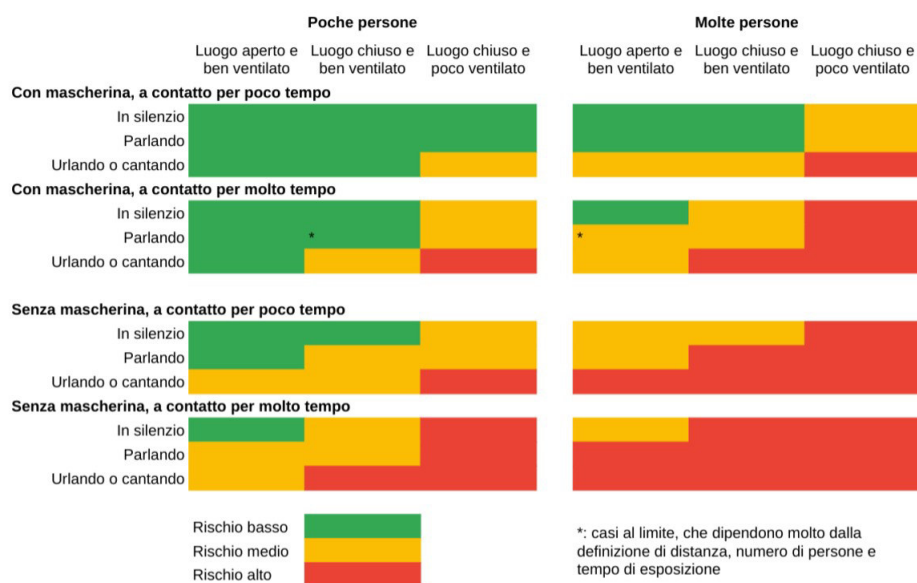 Poche persone
Molte persone
Luogo aperto e ben ventilato
Luogo chiuso e ben ventilato
Luogo chiuso e poco ventilato
Luogo aperto e ben ventilato
Luogo chiuso e ben ventilato
Luogo chiuso e poco ventilato
Con mascherina, a contatto per poco tempo
In silenzio
Parlando
Urlando o cantando
Con mascherina, a contatto per molto tempo
In silenzio
Parlando
*
*
Urlando o cantando
Senza mascherina, a contatto per poco tempo
In silenzio
Parlando
Urlando o cantando
Senza mascherina, a contatto per molto tempo
In silenzio
Parlando
Urlando o cantando
Rischio basso
Rischio medio
Rischio alto
*: casi al limite, che dipendono molto dalla
definizione di distanza, numero di persone e
tempo di esposizione